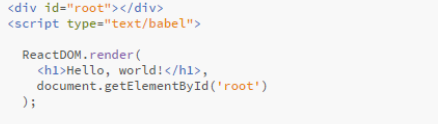 <div id="root"></div>
<script type="text/babel">
ReactDOM.render(
<h1>Hello, world!</h1>,
document.getElementById('root')
);